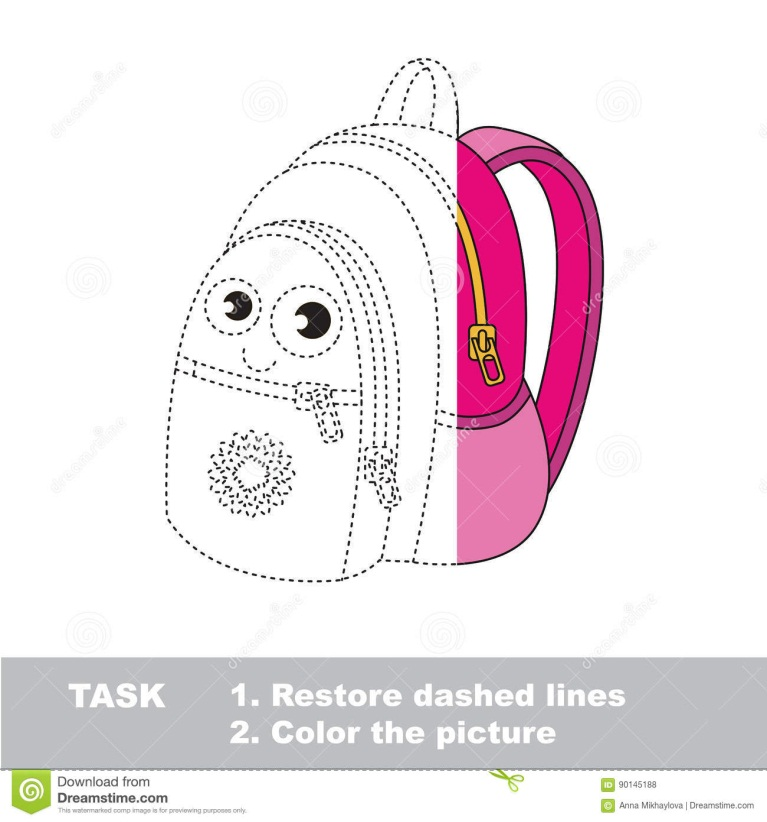 TASK
1. Restore dashed lines
2. Color the picture
Download from
Dreamstime.com
This watermarked comp image is for previewing purposes only.
ID 90145188
© Anna Mikhaylova | Dreamstime.com
dreamstime